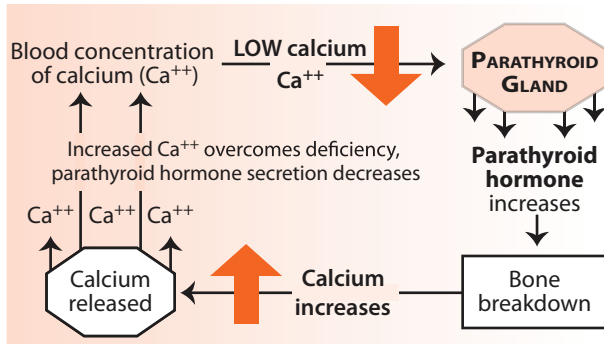 Blood concentration
of calcium (Ca⁺⁺)
LOW calcium
Ca⁺⁺
PARATHYROID
GLAND
Increased Ca⁺⁺ overcomes deficiency,
parathyroid hormone secretion decreases
Parathyroid
hormone
increases
Ca⁺⁺ Ca⁺⁺ Ca⁺⁺
Calcium
released
Calcium
increases
Bone
breakdown